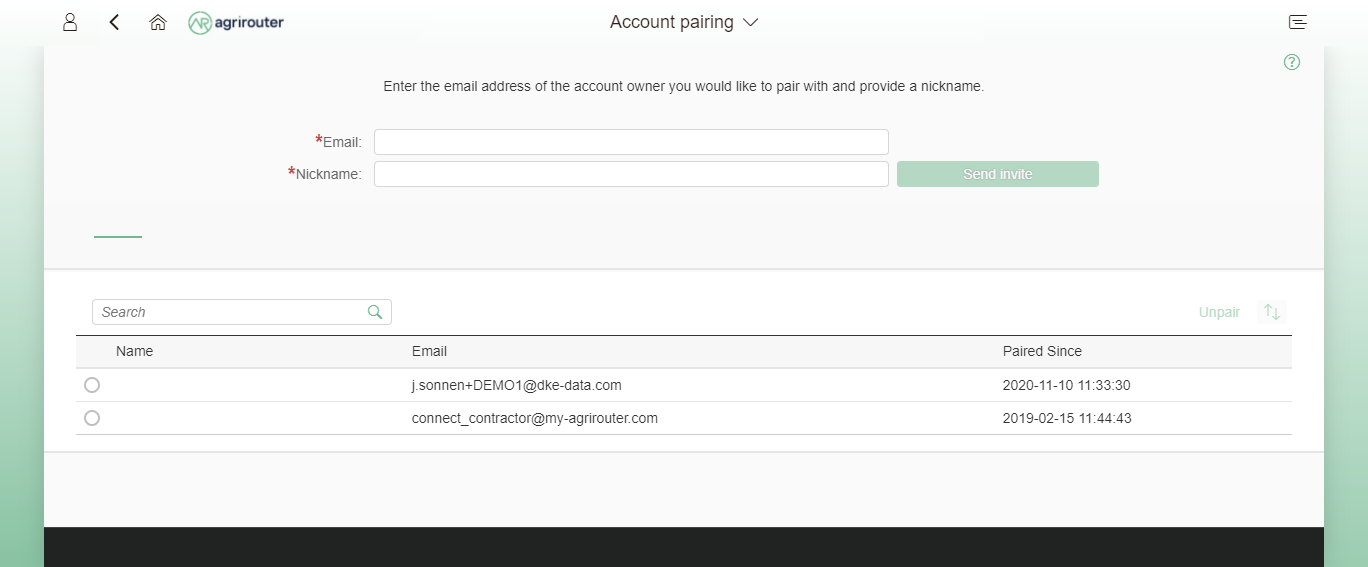 AR agrirouter
Account pairing
Enter the email address of the account owner you would like to pair with and provide a nickname.
*Email:
*Nickname:
Send invite
Search
Unpair
Name Email Paired Since
j.sonnen+DEMO1@dke-data.com 2020-11-10 11:33:30
connect_contractor@my-agrirouter.com 2019-02-15 11:44:43